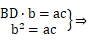 BD · b = ac
b² = ac } ⇒